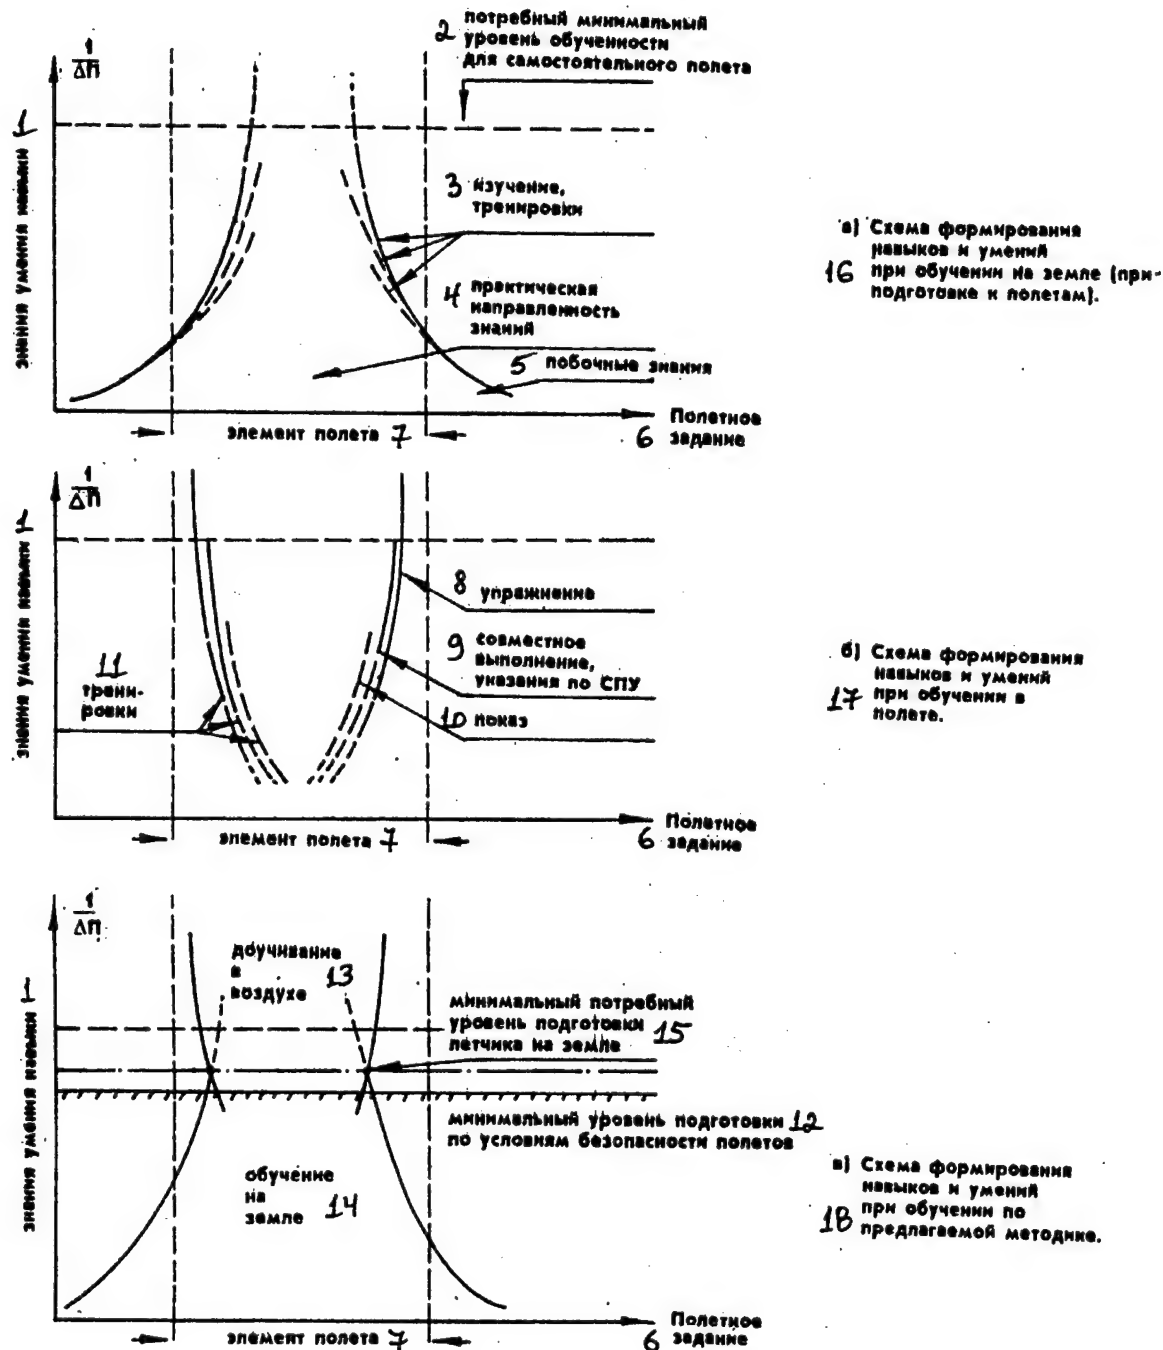 1
ΔП
знания умения навыки 1
2 потребный минимальный
уровень обученности
для самостоятельного полета
3 изучение,
тренировки
4 практическая
направленность
знаний
5 побочные знания
элемент полета 7
Полетное
6 задание
а) Схема формирования
навыков и умений
16 при обучении на земле (при-
подготовке к полетам).
1
ΔП
знания умения навыки 1
8 упражнение
9 совместное
выполнение,
указания по СПУ
10 показ
11
трени-
ровки
элемент полета 7
Полетное
6 задание
б) Схема формирования
навыков и умений
17 при обучении в
полете.
1
ΔП
знания умения навыки 1
доучивание
в
воздухе 13
минимальный потребный
уровень подготовки 15
летчика на земле
минимальный уровень подготовки 12
по условиям безопасности полетов
обучение
на
земле 14
элемент полета 7
Полетное
6 задание
в) Схема формирования
навыков и умений
18 при обучении по
предлагаемой методике.